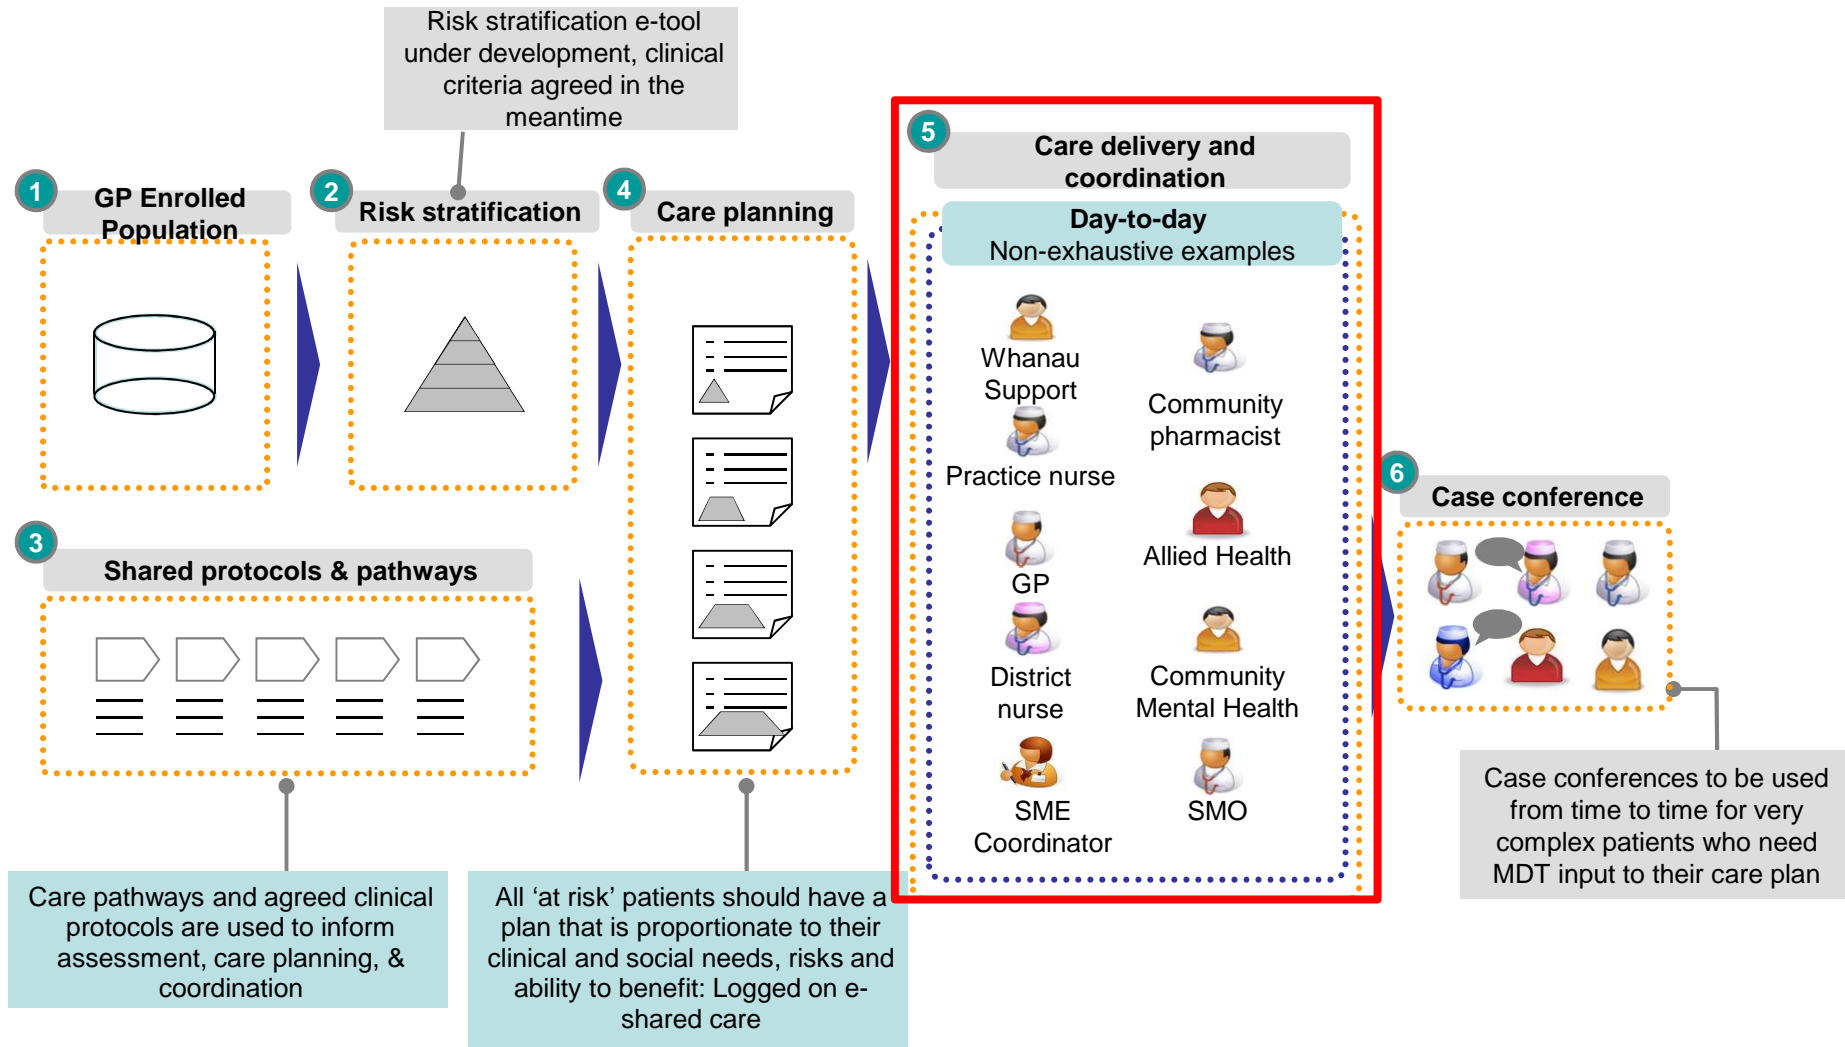 Risk stratification e-tool
under development, clinical
criteria agreed in the
meantime
1
GP Enrolled
Population
2
Risk stratification
3
Shared protocols & pathways
Care pathways and agreed clinical
protocols are used to inform
assessment, care planning, &
coordination
4
Care planning
All ‘at risk’ patients should have a
plan that is proportionate to their
clinical and social needs, risks and
ability to benefit: Logged on e-
shared care
5
Care delivery and
coordination
Day-to-day
Non-exhaustive examples
Whanau
Support
Practice nurse
GP
District
nurse
SME
Coordinator
Community
pharmacist
Allied Health
Community
Mental Health
SMO
6
Case conference
Case conferences to be used
from time to time for very
complex patients who need
MDT input to their care plan